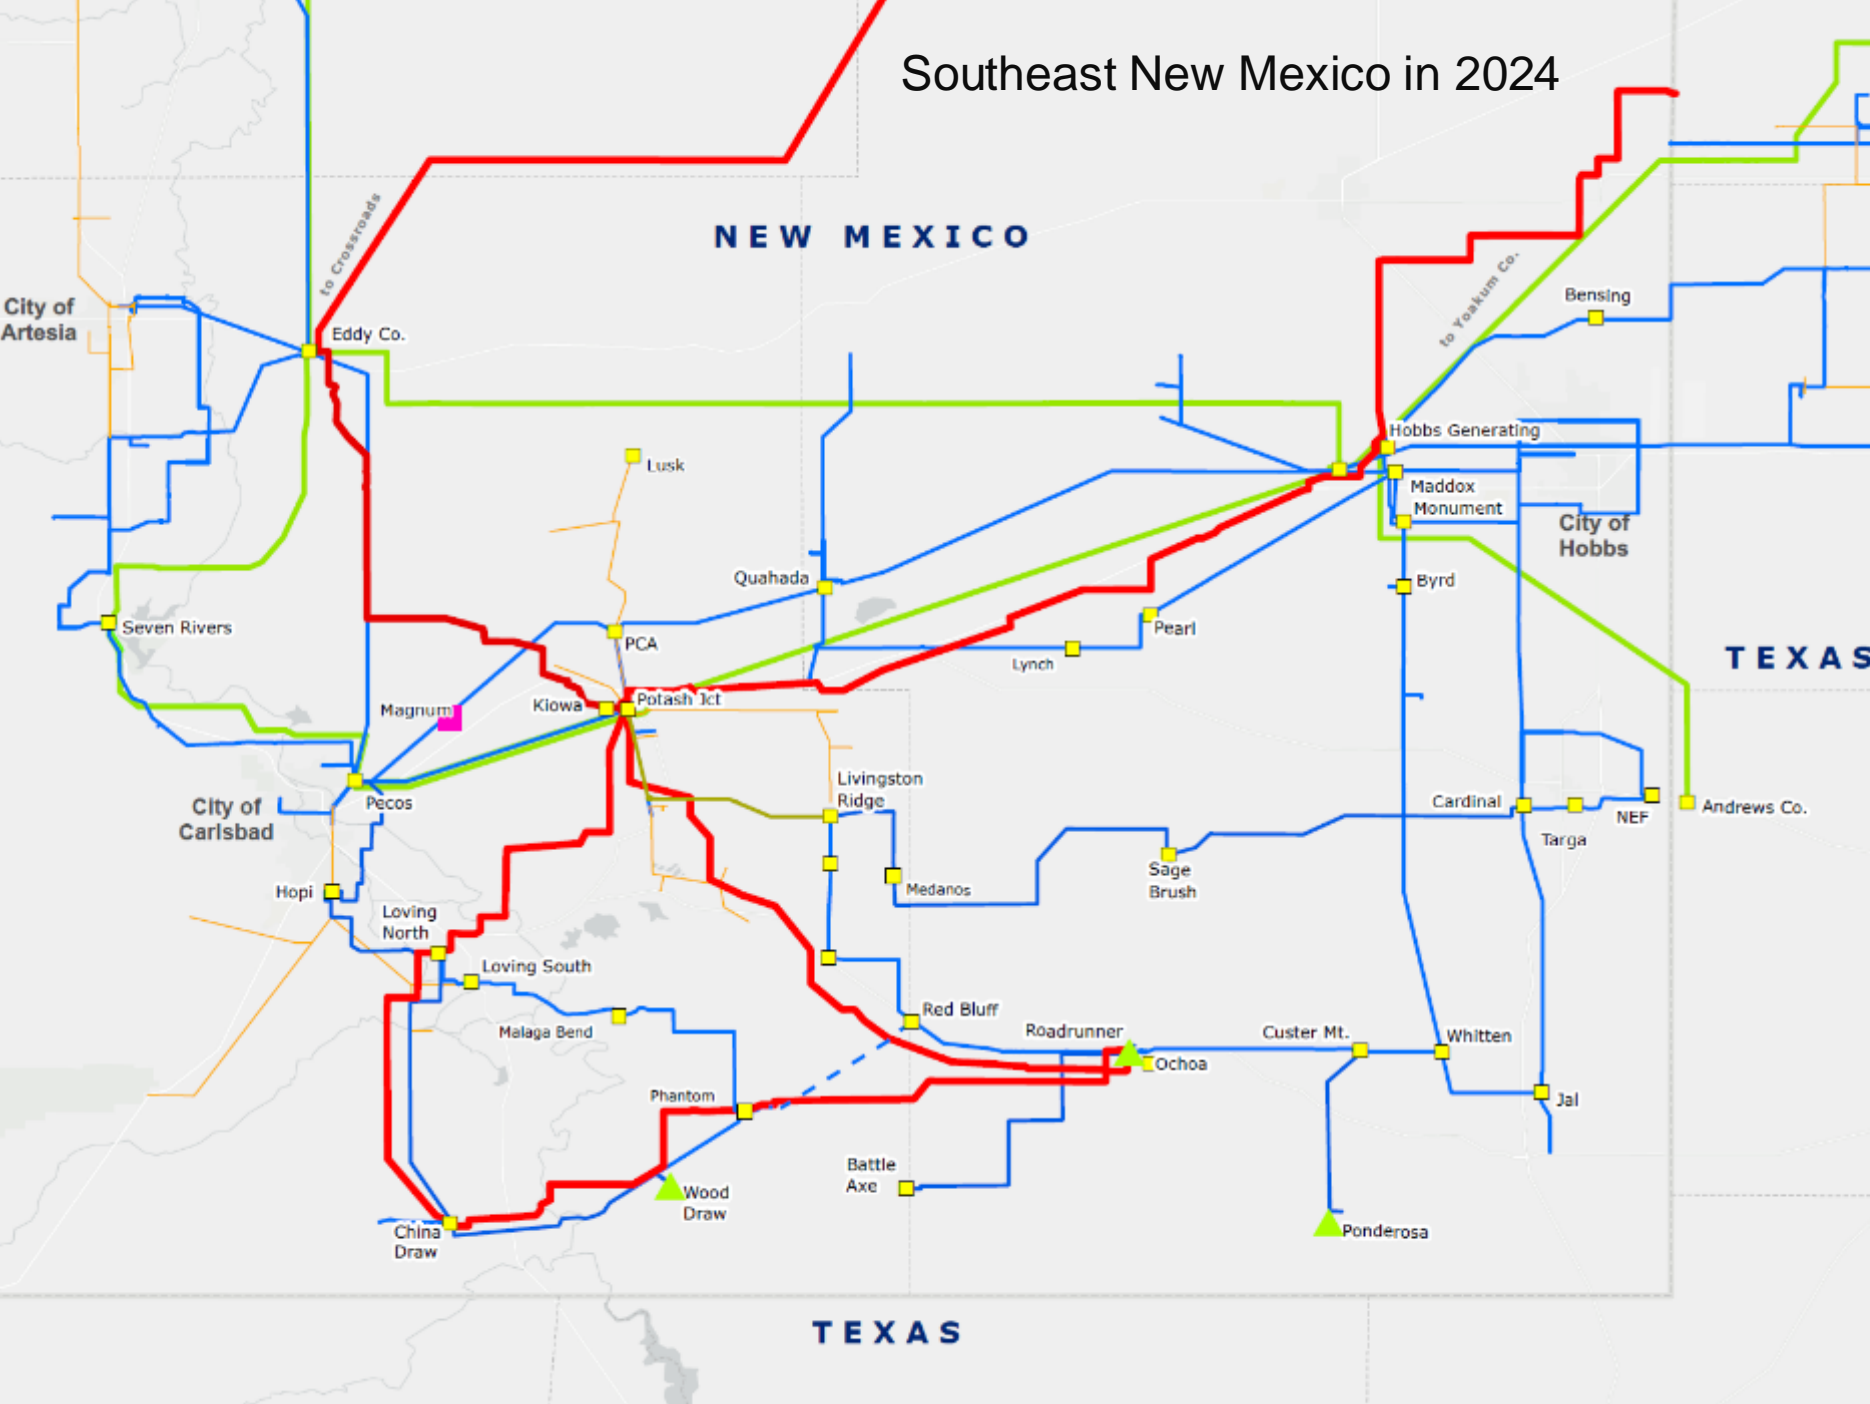 Southeast New Mexico in 2024
NEW MEXICO
to Crossroads
to Yoakum Co.
City of
Artesia
Eddy Co.
Bensing
Hobbs Generating
Lusk
Maddox
Monument
City of
Hobbs
Quahada
Byrd
Seven Rivers
PCA
Pearl
Lynch
TEXAS
Kiowa
Potash Jct
Magnum
Livingston
Ridge
City of
Carlsbad
Pecos
Cardinal
NEF
Andrews Co.
Targa
Sage
Brush
Hopi
Medanos
Loving
North
Loving South
Malaga Bend
Red Bluff
Roadrunner
Custer Mt.
Whitten
Ochoa
Phantom
Jal
Battle
Axe
Wood
Draw
China
Draw
Ponderosa
TEXAS